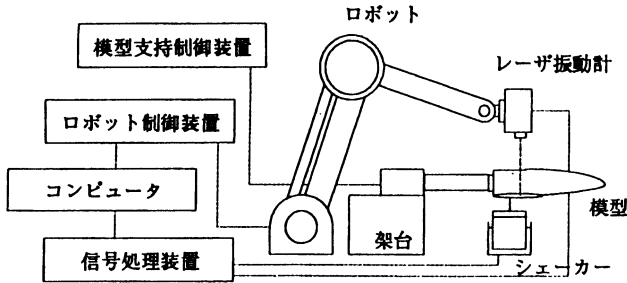 ロボット
模型支持制御装置
レーザ振動計
ロボット制御装置
コンピュータ
模型
架台
信号処理装置
シェーカー